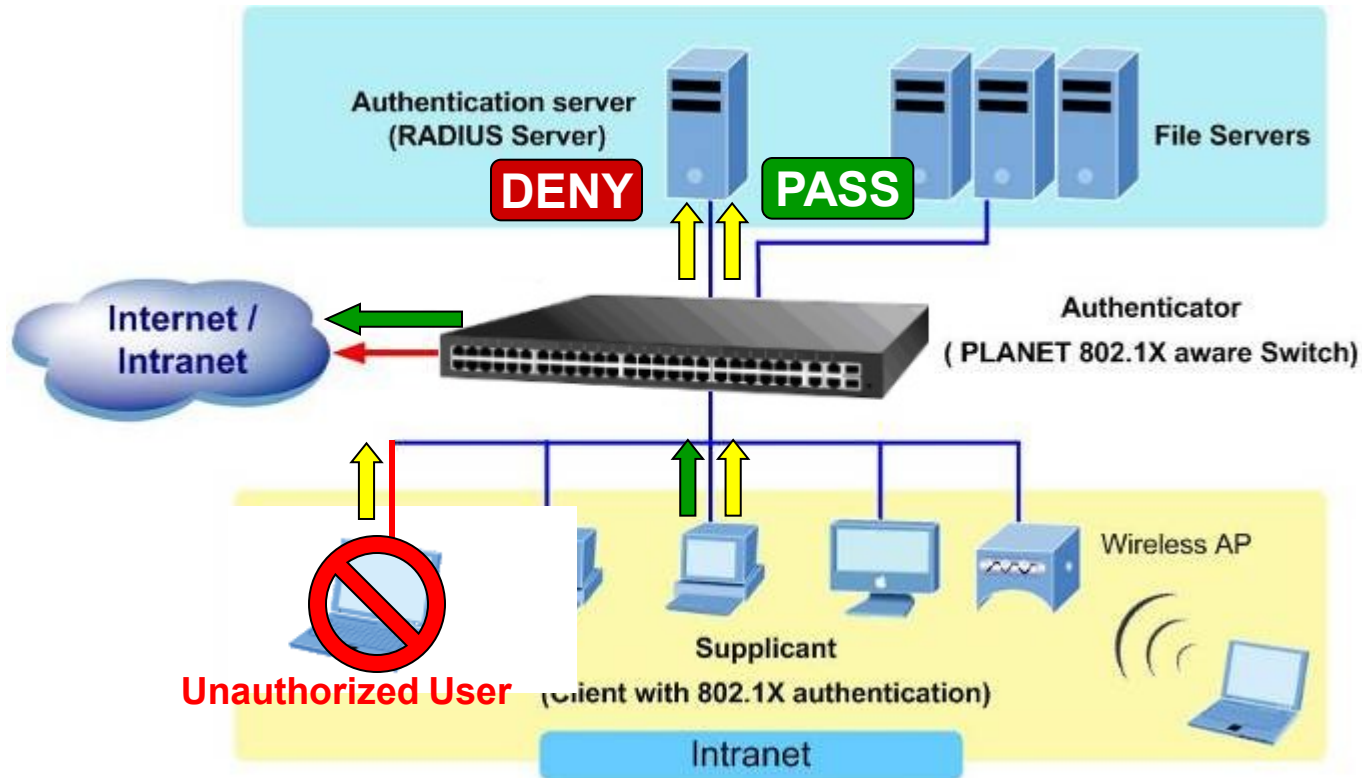 Authentication server
(RADIUS Server)
File Servers
DENY
PASS
Internet /
Intranet
Authenticator
( PLANET 802.1X aware Switch)
Wireless AP
Supplicant
Unauthorized User
(Client with 802.1X authentication)
Intranet